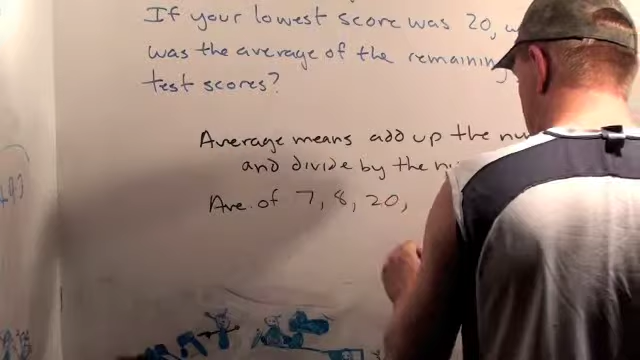 If your lowest score was 20,
was the average of the remaining
test scores?
Average means add up the
and divide by the
Ave. of 7, 8, 20,